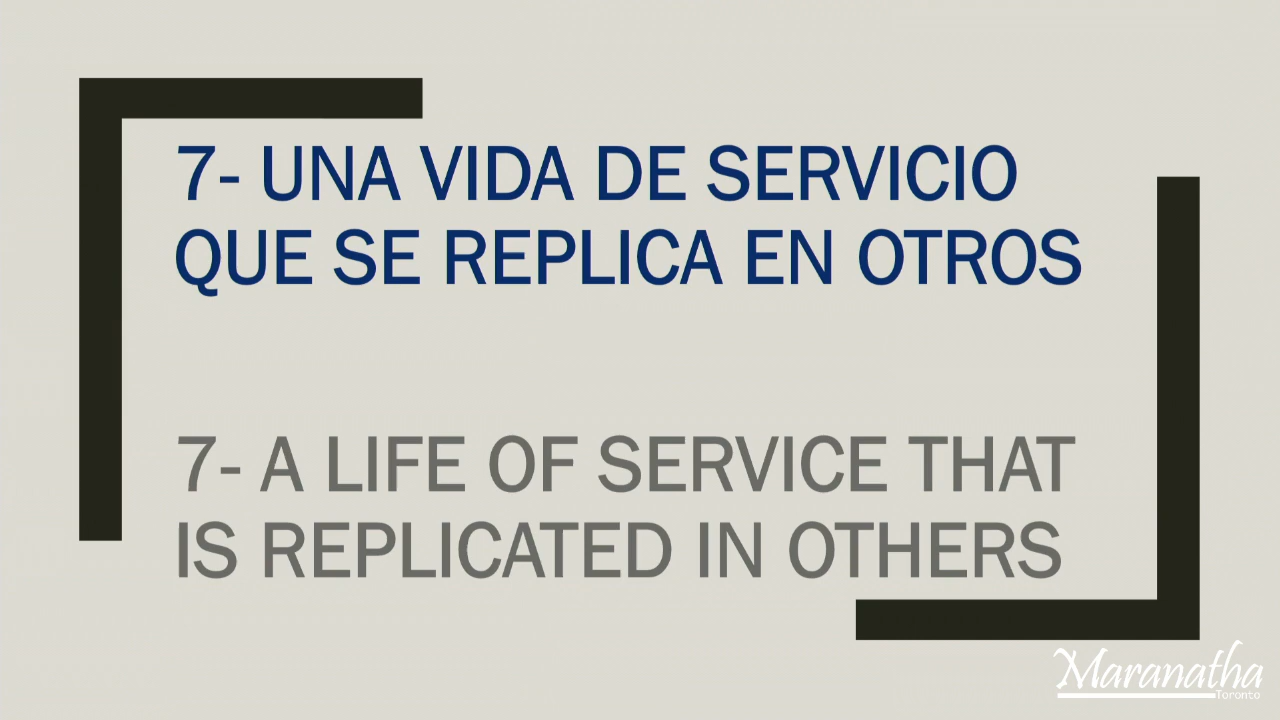 7- UNA VIDA DE SERVICIO
QUE SE REPLICA EN OTROS
7- A LIFE OF SERVICE THAT
IS REPLICATED IN OTHERS
Maranatha
Toronto